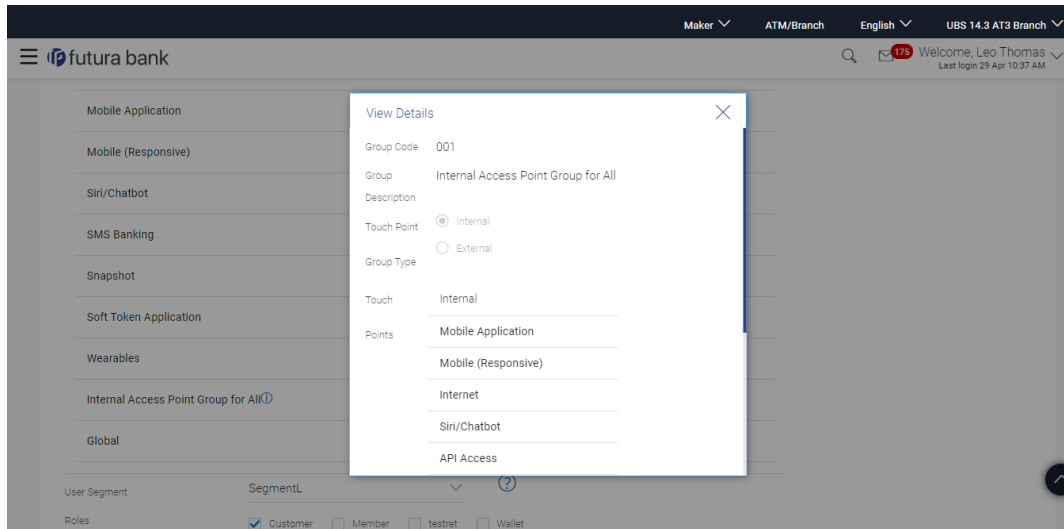 Maker ATM/Branch English UBS 14.3 AT3 Branch
futura bank 175 Welcome, Leo Thomas
Last login 29 Apr 10:37 AM
Mobile Application
Mobile (Responsive)
Siri/Chatbot
SMS Banking
Snapshot
Soft Token Application
Wearables
Internal Access Point Group for All
Global
View Details
Group Code 001
Group Internal Access Point Group for All
Description
Touch Point Internal
External
Group Type
Touch Internal
Points Mobile Application
Mobile (Responsive)
Internet
Siri/Chatbot
API Access
User Segment SegmentL
Roles Customer Member testret Wallet